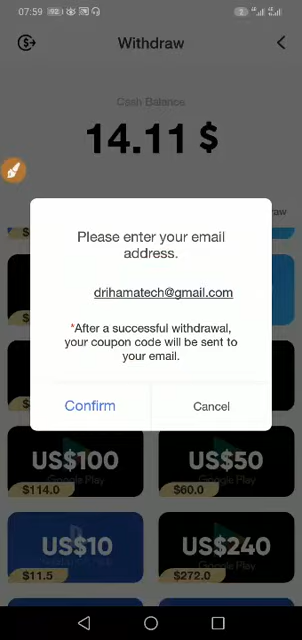 07:59
Withdraw
Cash Balance
14.11 $
Please enter your email
address.
drihamatech@gmail.com
*After a successful withdrawal,
your coupon code will be sent to
your email.
Confirm
Cancel
US$100
US$50
Google Play
Google Play
$114.0
$60.0
US$10
US$240
$11.5
$272.0